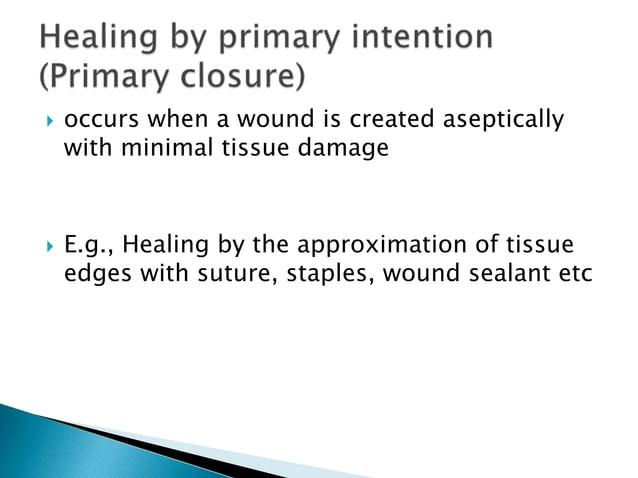 Healing by primary intention
(Primary closure)
occurs when a wound is created aseptically
with minimal tissue damage
E.g., Healing by the approximation of tissue
edges with suture, staples, wound sealant etc